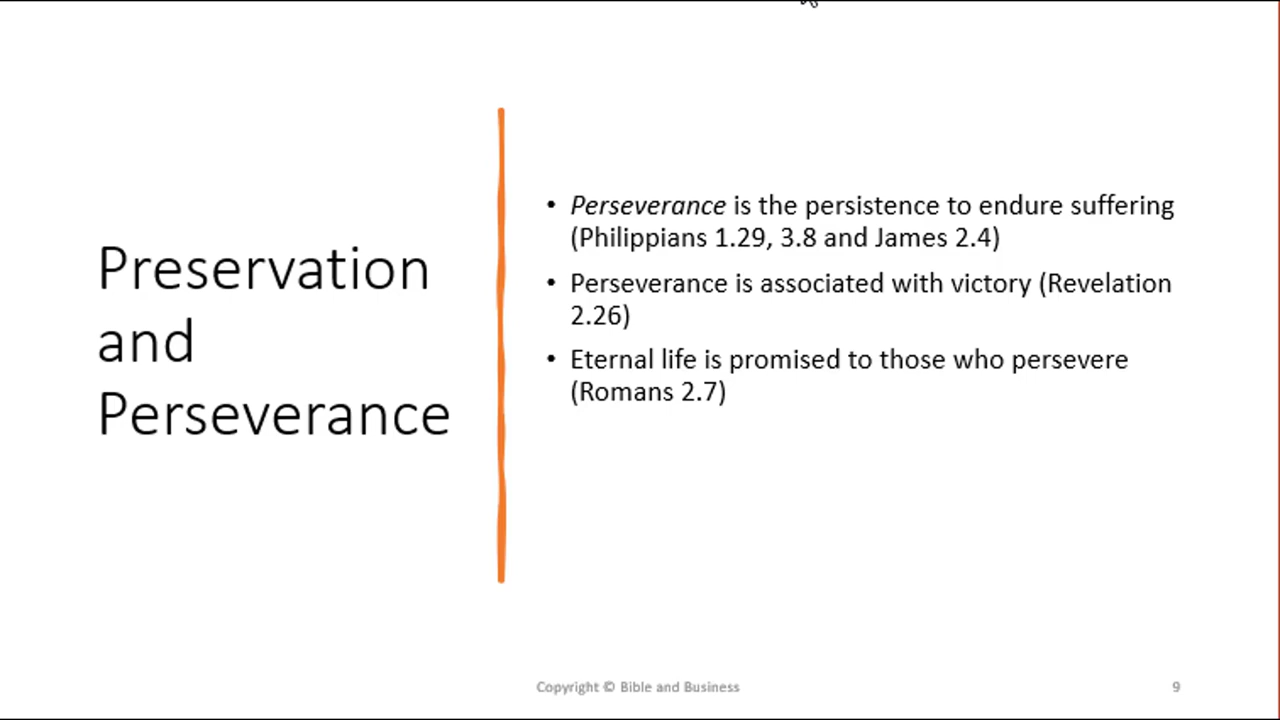 Preservation
and
Perseverance
• Perseverance is the persistence to endure suffering
(Philippians 1.29, 3.8 and James 2.4)
• Perseverance is associated with victory (Revelation
2.26)
• Eternal life is promised to those who persevere
(Romans 2.7)
Copyright © Bible and Business
9